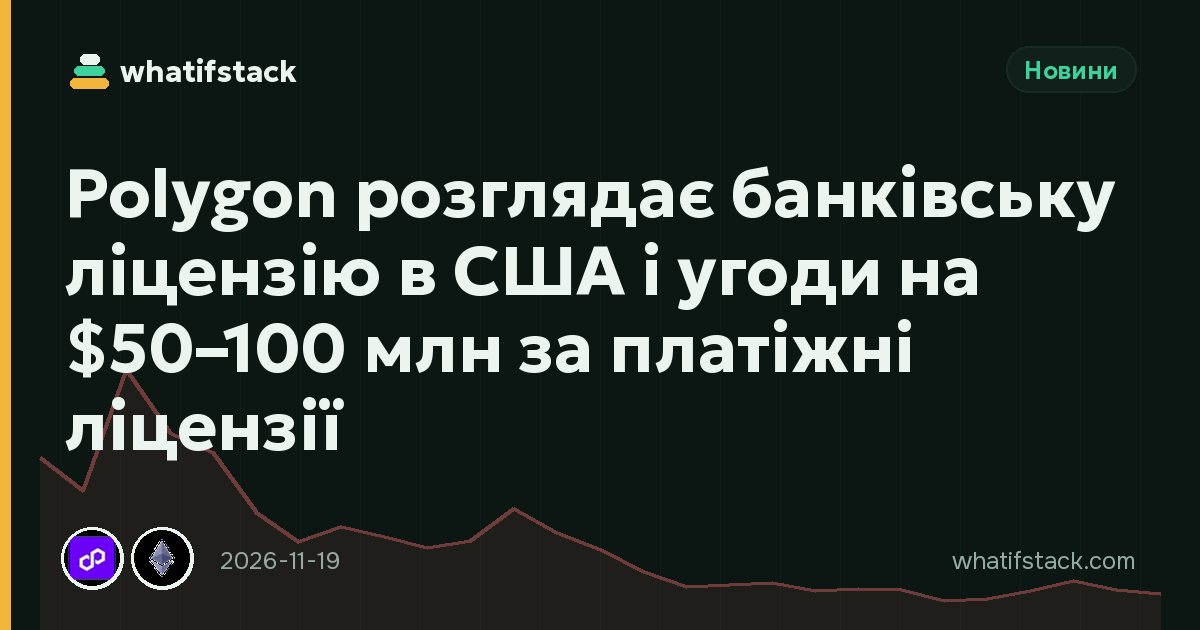 whatifstack
Новини
Polygon розглядає банківську
ліцензію в США і угоди на
$50–100 млн за платіжні
ліцензії
2026-11-19
whatifstack.com